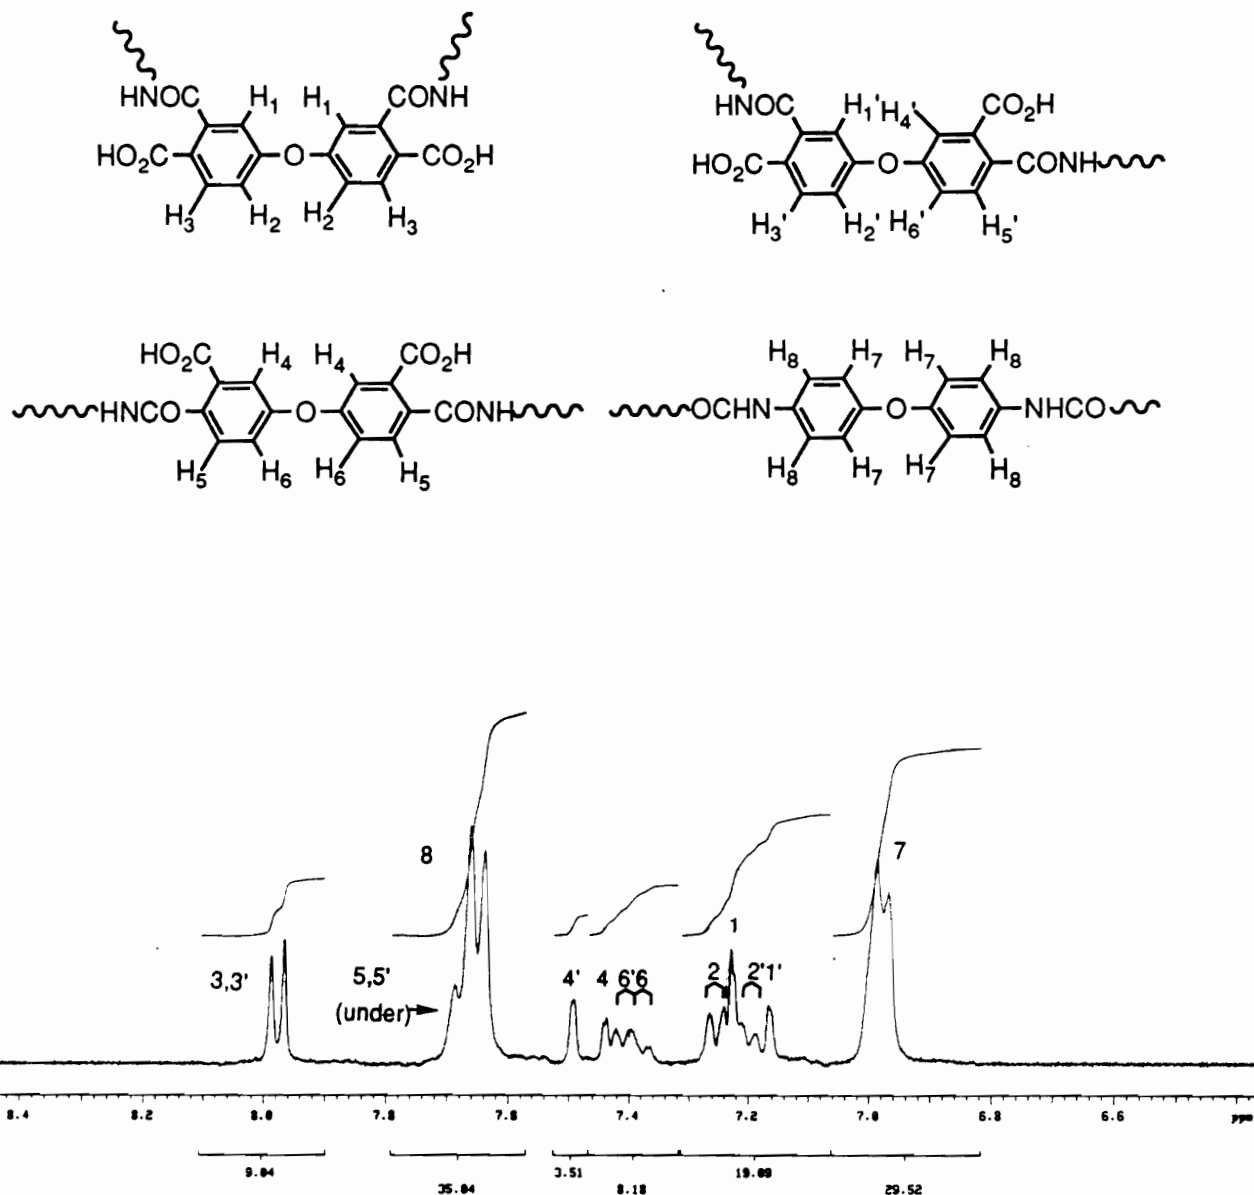 HNOC H₁ H₁ CONH
HO₂C O CO₂H
H₃ H₂ H₂ H₃
HNOC H₁' H₄' CO₂H
HO₂C O CONH
H₃' H₂' H₆' H₅'
HO₂C H₄ H₄ CO₂H
HNCO O CONH
H₅ H₆ H₆ H₅
H₈ H₇ H₇ H₈
OCHN O NHCO
H₈ H₇ H₇ H₈
8 7
1
3,3' 5,5' 4' 4 6' 6 2 2' 1'
(under)
8.4 8.2 8.0 7.8 7.6 7.4 7.2 7.0 6.8 6.6 ppm
9.04 3.51 19.09
35.04 8.18 29.52